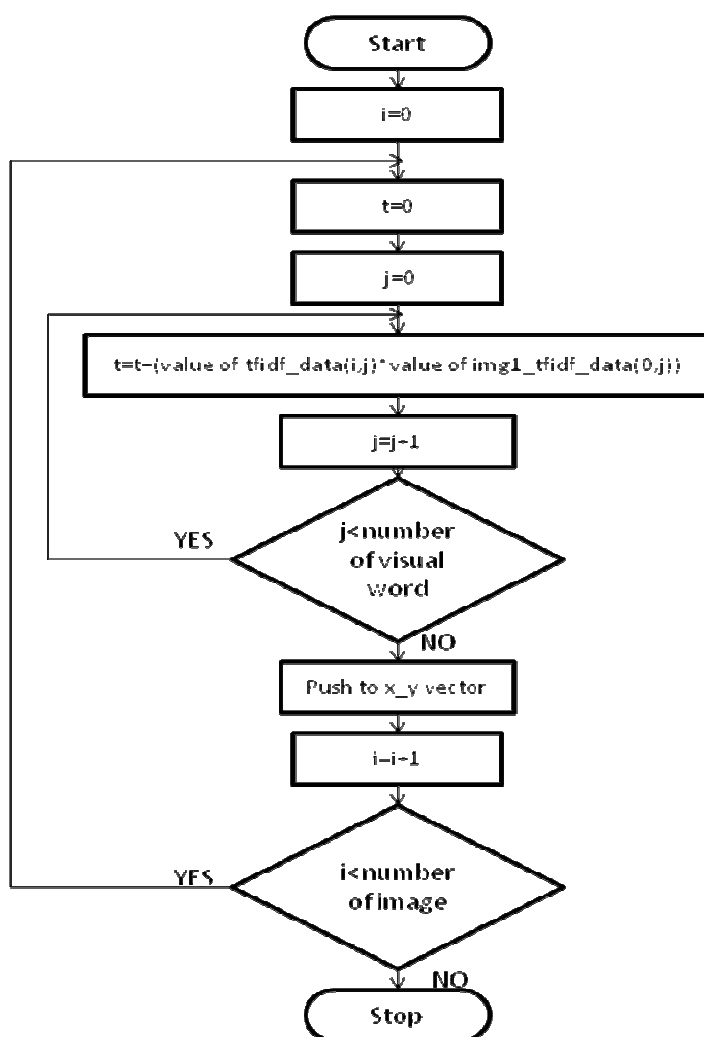 Start
i=0
t=0
j=0
t=t+(value of tfidf_data(i,j)*value of img1_tfidf_data(0,j))
j=j+1
j<number
of visual
word
YES
NO
Push to x_y vector
i=i+1
i<number
of image
YES
NO
Stop